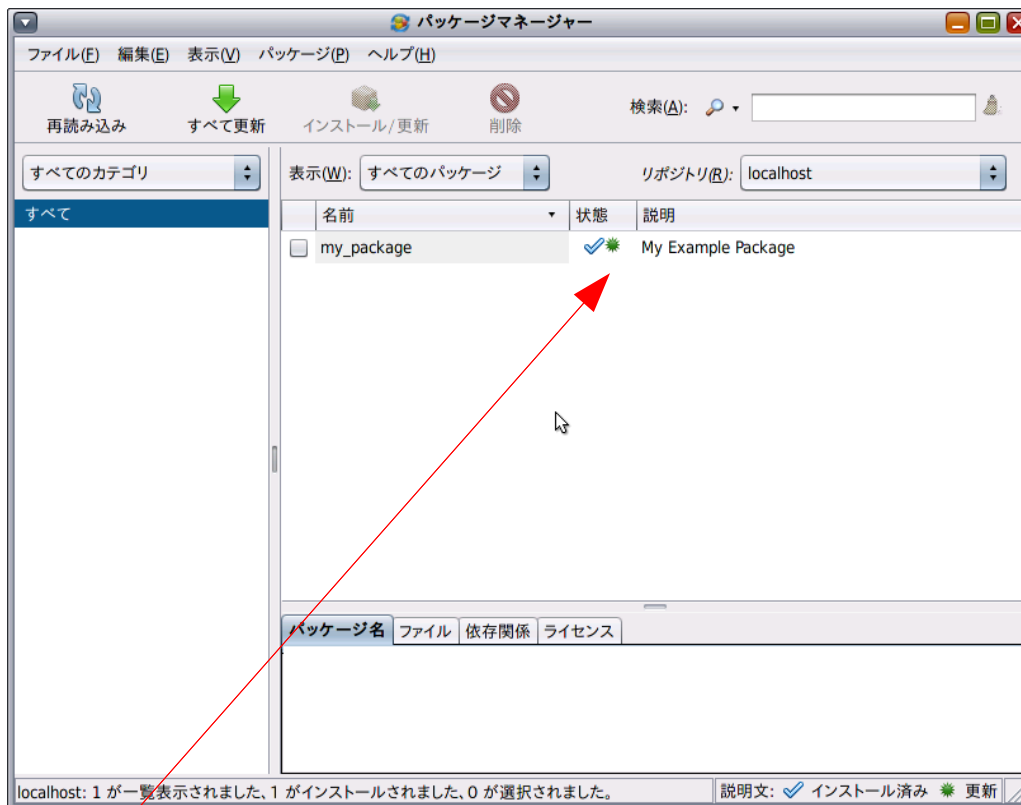 パッケージマネージャー
ファイル(F) 編集(E) 表示(V) パッケージ(P) ヘルプ(H)
再読み込み すべて更新 インストール/更新 削除 検索(A):
すべてのカテゴリ 表示(W): すべてのパッケージ リポジトリ(R): localhost
すべて 名前 状態 説明
my_package My Example Package
パッケージ名 ファイル 依存関係 ライセンス
localhost: 1 が一覧表示されました、1 がインストールされました、0 が選択されました。 説明文: インストール済み 更新